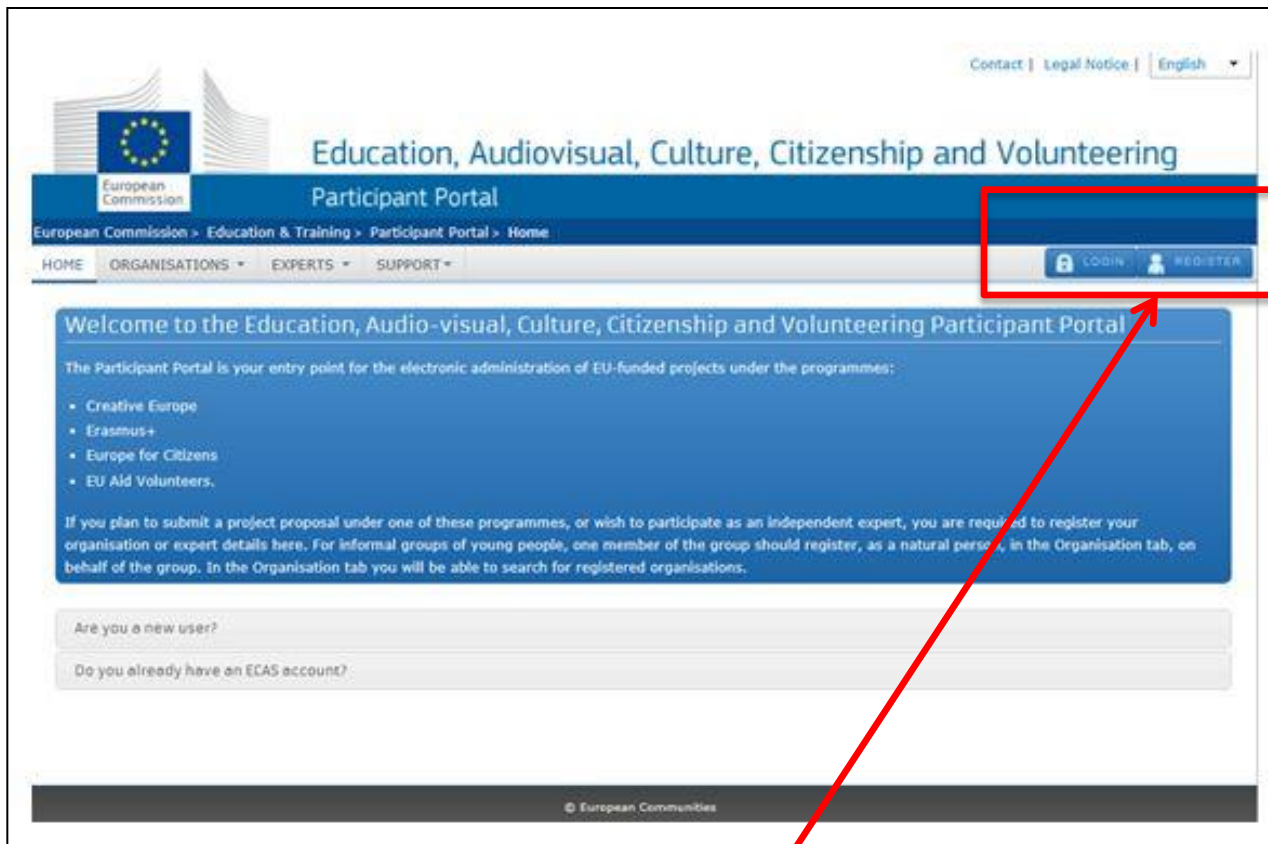 Contact | Legal Notice | English
Education, Audiovisual, Culture, Citizenship and Volunteering
European
Commission
Participant Portal
European Commission > Education & Training > Participant Portal > Home
HOME ORGANISATIONS EXPERTS SUPPORT LOGIN REGISTER
Welcome to the Education, Audio-visual, Culture, Citizenship and Volunteering Participant Portal
The Participant Portal is your entry point for the electronic administration of EU-funded projects under the programmes:
• Creative Europe
• Erasmus+
• Europe for Citizens
• EU Aid Volunteers.
If you plan to submit a project proposal under one of these programmes, or wish to participate as an independent expert, you are required to register your
organisation or expert details here. For informal groups of young people, one member of the group should register, as a natural person, in the Organisation tab, on
behalf of the group. In the Organisation tab you will be able to search for registered organisations.
Are you a new user?
Do you already have an ECAS account?
© European Communities